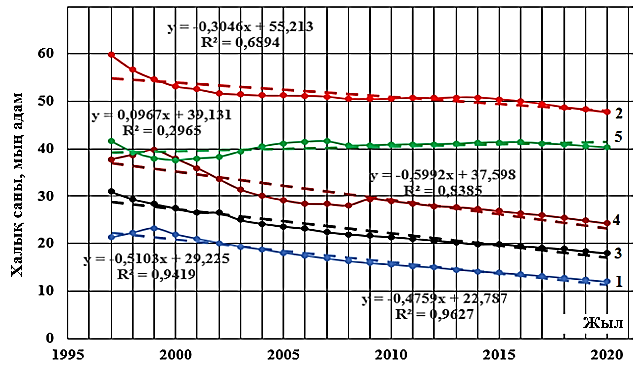 y = -0,3046x + 55,213
R² = 0,6894
60
50
2
y = 0,0967x + 39,131
R² = 0,2965
5
40
y = -0,5992x + 37,598
R² = 0,8385
30
4
20
3
y = -0,5103x + 29,225
R² = 0,9419
1
10
y = -0,4759x + 22,787
R² = 0,9627
Жыл
0
1995 2000 2005 2010 2015 2020
Халық саны, мың адам